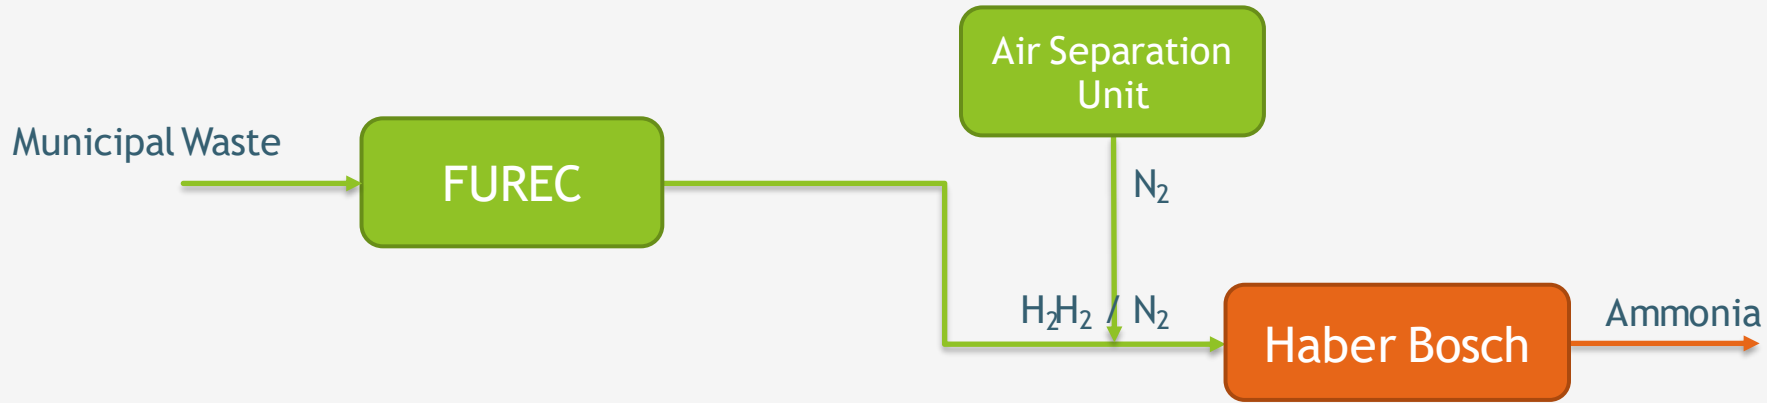 Air Separation
Unit
Municipal Waste
FUREC
N₂
H₂H₂ / N₂
Haber Bosch
Ammonia